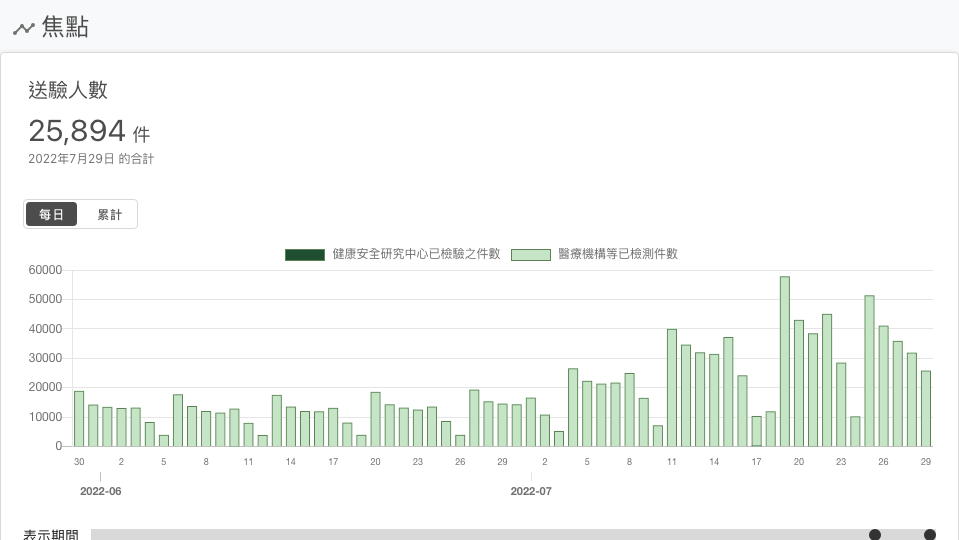 焦點
送驗人數
25,894 件
2022年7月29日 的合計
每日 累計
健康安全研究中心已檢驗之件數 醫療機構等已檢測件數
60000
50000
40000
30000
20000
10000
0
30 2 5 8 11 14 17 20 23 26 29 2 5 8 11 14 17 20 23 26 29
2022-06 2022-07
表示期間